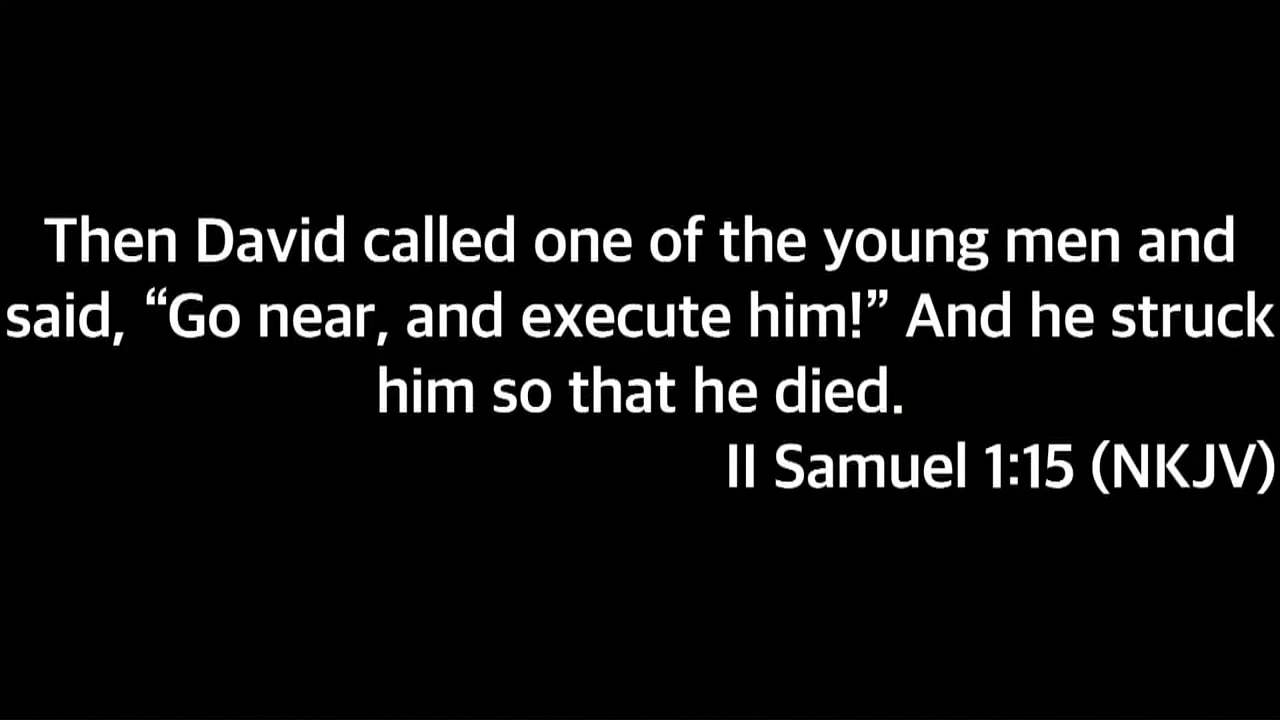 Then David called one of the young men and
said, “Go near, and execute him!” And he struck
him so that he died.
II Samuel 1:15 (NKJV)